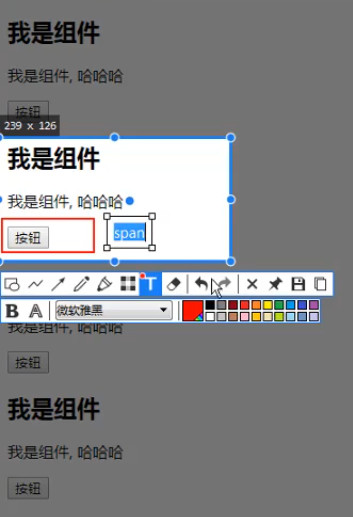 我是组件
我是组件, 哈哈哈
按钮
239 x 126
我是组件
我是组件, 哈哈哈
按钮
span
T
B A 微软雅黑
我是组件, 哈哈哈
按钮
我是组件
我是组件, 哈哈哈
按钮